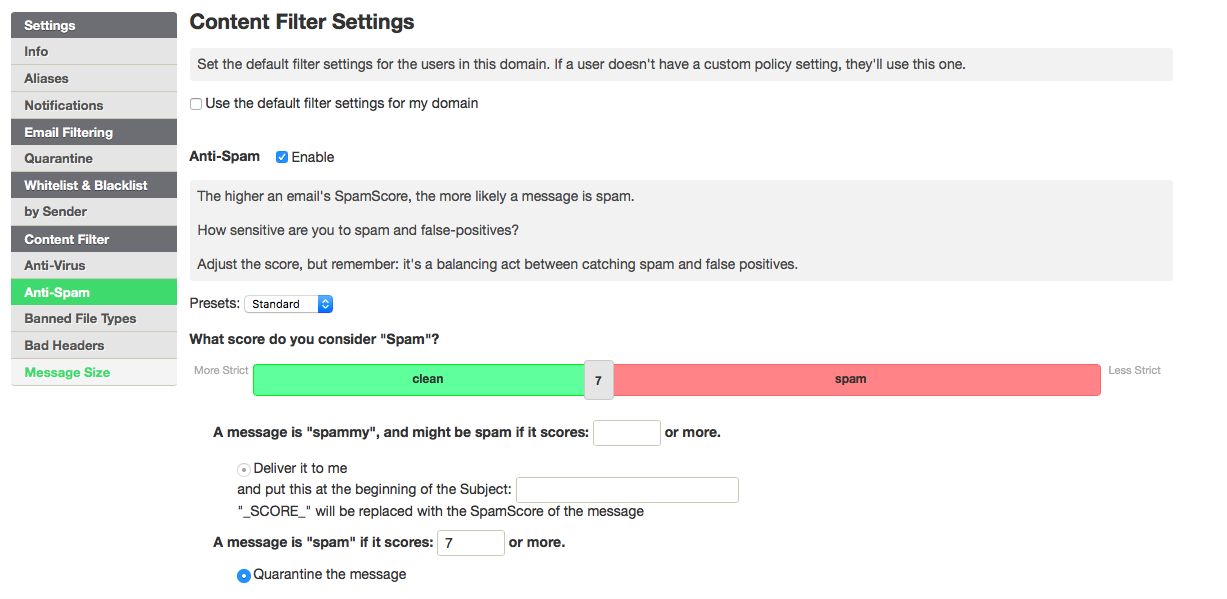 Settings
Info
Aliases
Notifications
Email Filtering
Quarantine
Whitelist & Blacklist
by Sender
Content Filter
Anti-Virus
Anti-Spam
Banned File Types
Bad Headers
Message Size
Content Filter Settings
Set the default filter settings for the users in this domain. If a user doesn't have a custom policy setting, they'll use this one.
Use the default filter settings for my domain
Anti-Spam Enable
The higher an email's SpamScore, the more likely a message is spam.
How sensitive are you to spam and false-positives?
Adjust the score, but remember: it's a balancing act between catching spam and false positives.
Presets: Standard
What score do you consider "Spam"?
More Strict clean 7 spam Less Strict
A message is "spammy", and might be spam if it scores: or more.
Deliver it to me
and put this at the beginning of the Subject:
"_SCORE_" will be replaced with the SpamScore of the message
A message is "spam" if it scores: 7 or more.
Quarantine the message